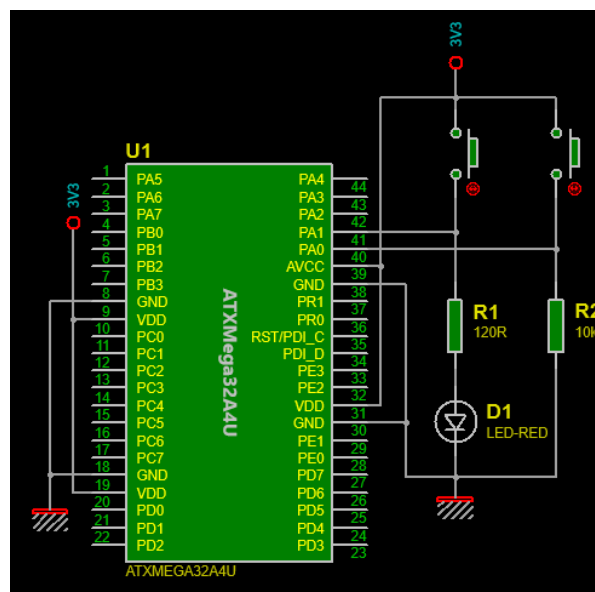 3V3
U1
3V3
1 PA5 PA4 44
2 PA6 PA3 43
3 PA7 PA2 42
4 PB0 PA1 41
5 PB1 PA0 40
6 PB2 AVCC 39
7 PB3 GND 38
8 GND PR1 37
9 VDD PR0 36
10 PC0 RST/PDI_C 35
11 PC1 PDI_D 34
12 PC2 PE3 33
13 PC3 PE2 32
14 PC4 VDD 31
15 PC5 GND 30
16 PC6 PE1 29
17 PC7 PE0 28
18 GND PD7 27
19 VDD PD6 26
20 PD0 PD5 25
21 PD1 PD4 24
22 PD2 PD3 23
ATXMega32A4U
ATXMEGA32A4U
R1
120R
R2
10k
D1
LED-RED